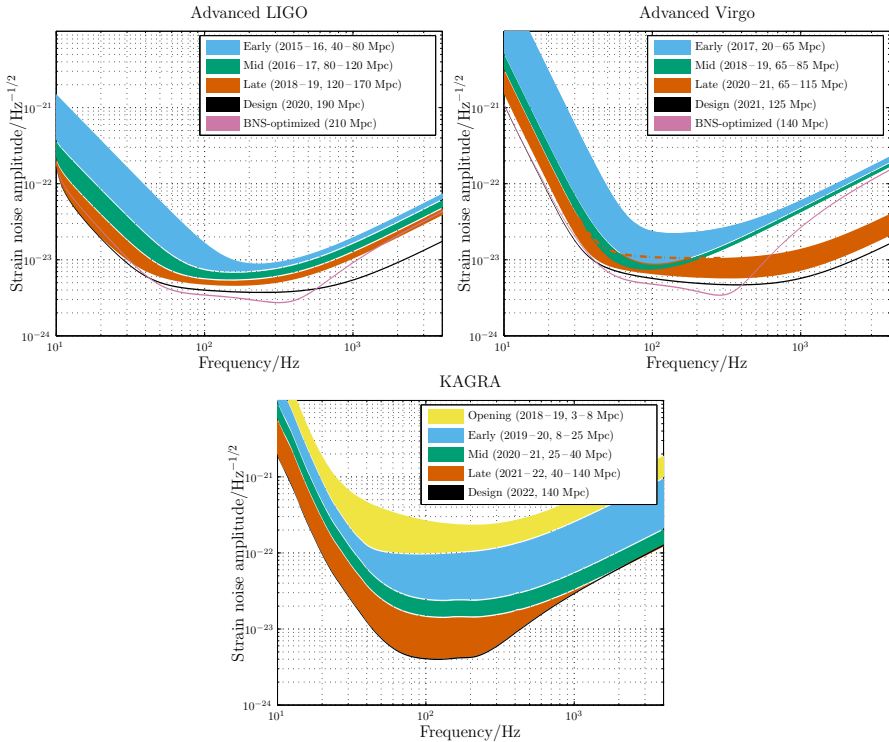 Advanced LIGO
Early (2015–16, 40–80 Mpc)
Mid (2016–17, 80–120 Mpc)
Late (2018–19, 120–170 Mpc)
Design (2020, 190 Mpc)
BNS-optimized (210 Mpc)
Strain noise amplitude/Hz^{-1/2}
10^{-21}
10^{-22}
10^{-23}
10^{-24}
10^1
10^2
10^3
Frequency/Hz
Advanced Virgo
Early (2017, 20–65 Mpc)
Mid (2018–19, 65–85 Mpc)
Late (2020–21, 65–115 Mpc)
Design (2021, 125 Mpc)
BNS-optimized (140 Mpc)
Strain noise amplitude/Hz^{-1/2}
10^{-21}
10^{-22}
10^{-23}
10^{-24}
10^1
10^2
10^3
Frequency/Hz
KAGRA
Opening (2018–19, 3–8 Mpc)
Early (2019–20, 8–25 Mpc)
Mid (2020–21, 25–40 Mpc)
Late (2021–22, 40–140 Mpc)
Design (2022, 140 Mpc)
Strain noise amplitude/Hz^{-1/2}
10^{-21}
10^{-22}
10^{-23}
10^{-24}
10^1
10^2
10^3
Frequency/Hz